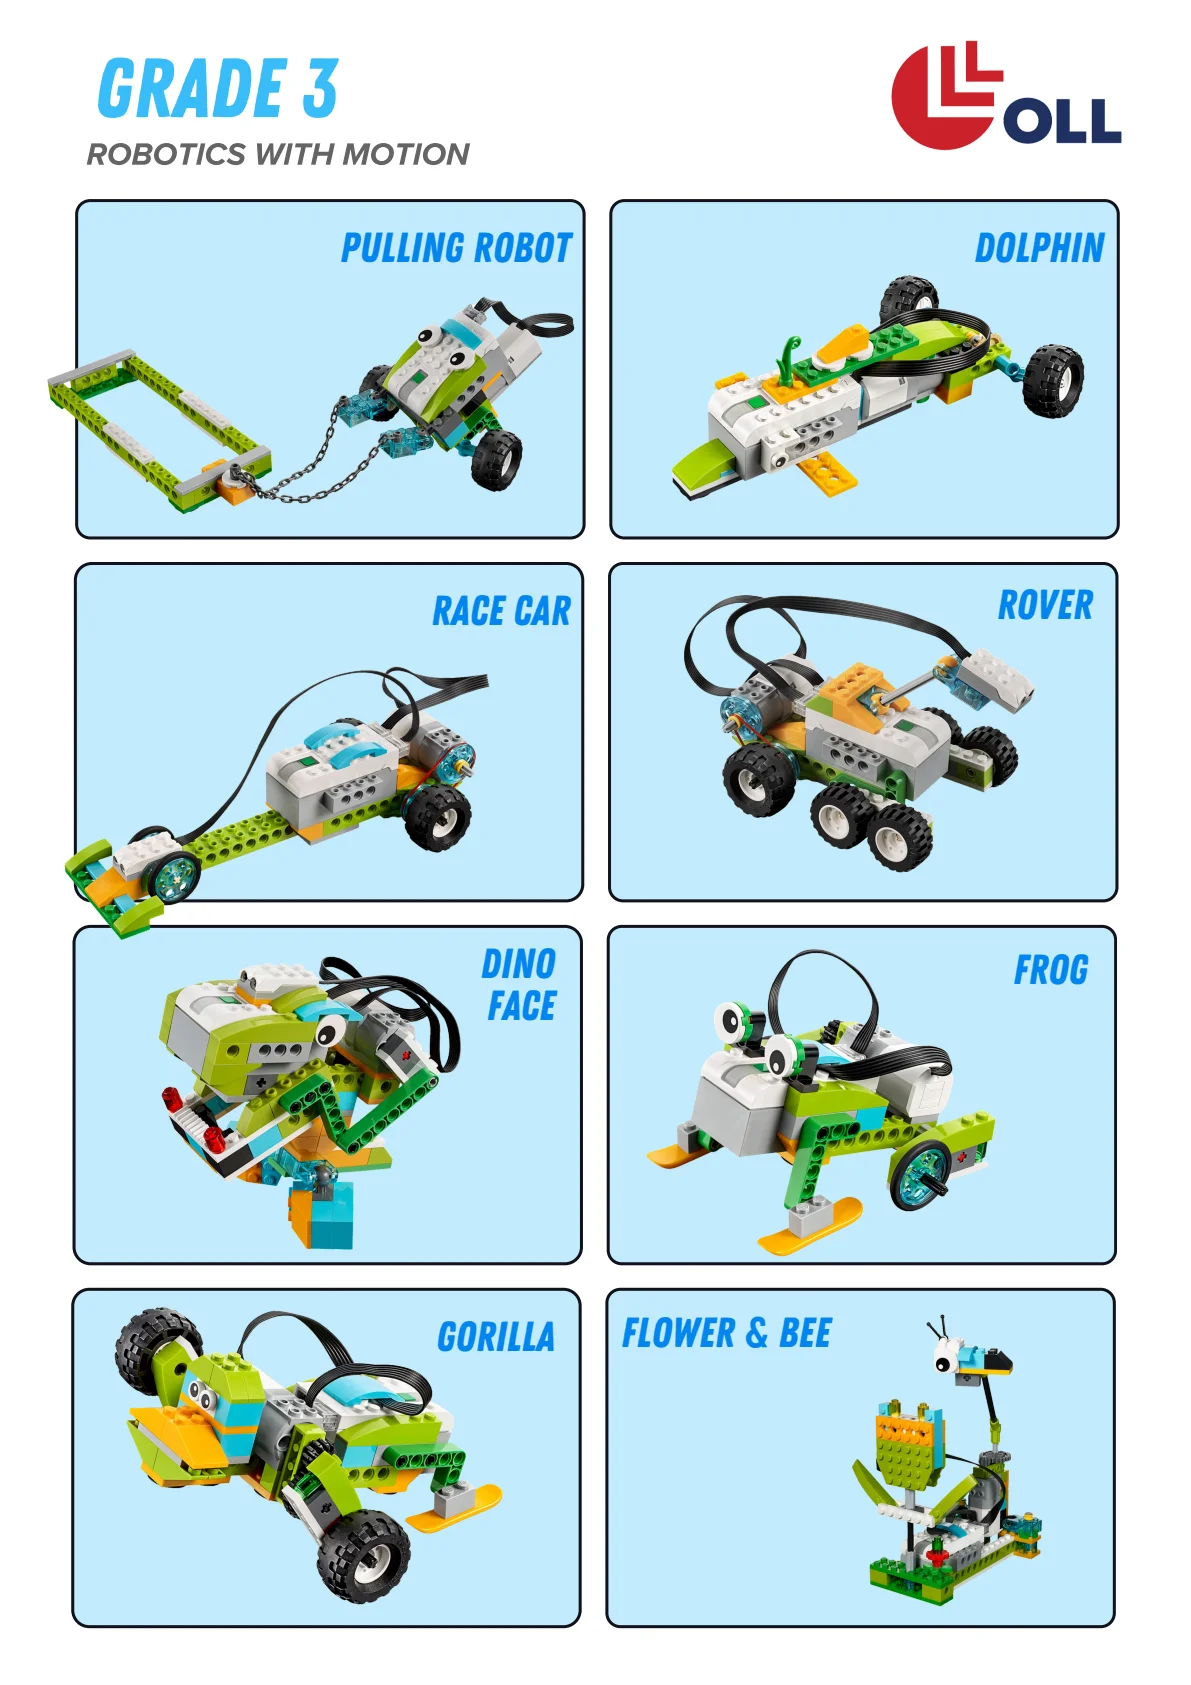 GRADE 3
ROBOTICS WITH MOTION
OLL
PULLING ROBOT
DOLPHIN
RACE CAR
ROVER
DINO
FACE
FROG
GORILLA
FLOWER & BEE